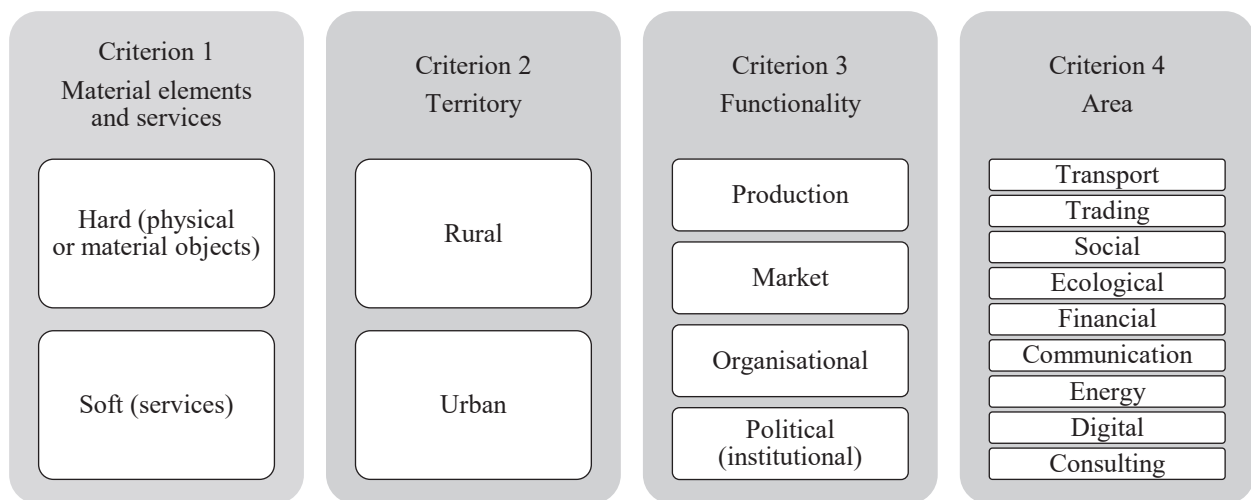 Criterion 1
Material elements
and services
Hard (physical
or material objects)
Soft (services)
Criterion 2
Territory
Rural
Urban
Criterion 3
Functionality
Production
Market
Organisational
Political
(institutional)
Criterion 4
Area
Transport
Trading
Social
Ecological
Financial
Communication
Energy
Digital
Consulting